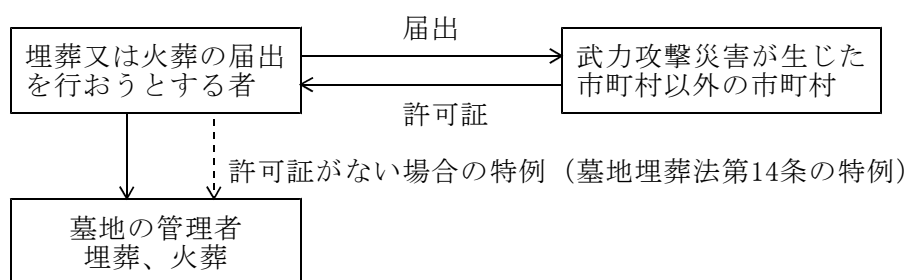 届出
埋葬又は火葬の届出
を行おうとする者
武力攻撃災害が生じた
市町村以外の市町村
許可証
許可証がない場合の特例（墓地埋葬法第14条の特例）
墓地の管理者
埋葬、火葬